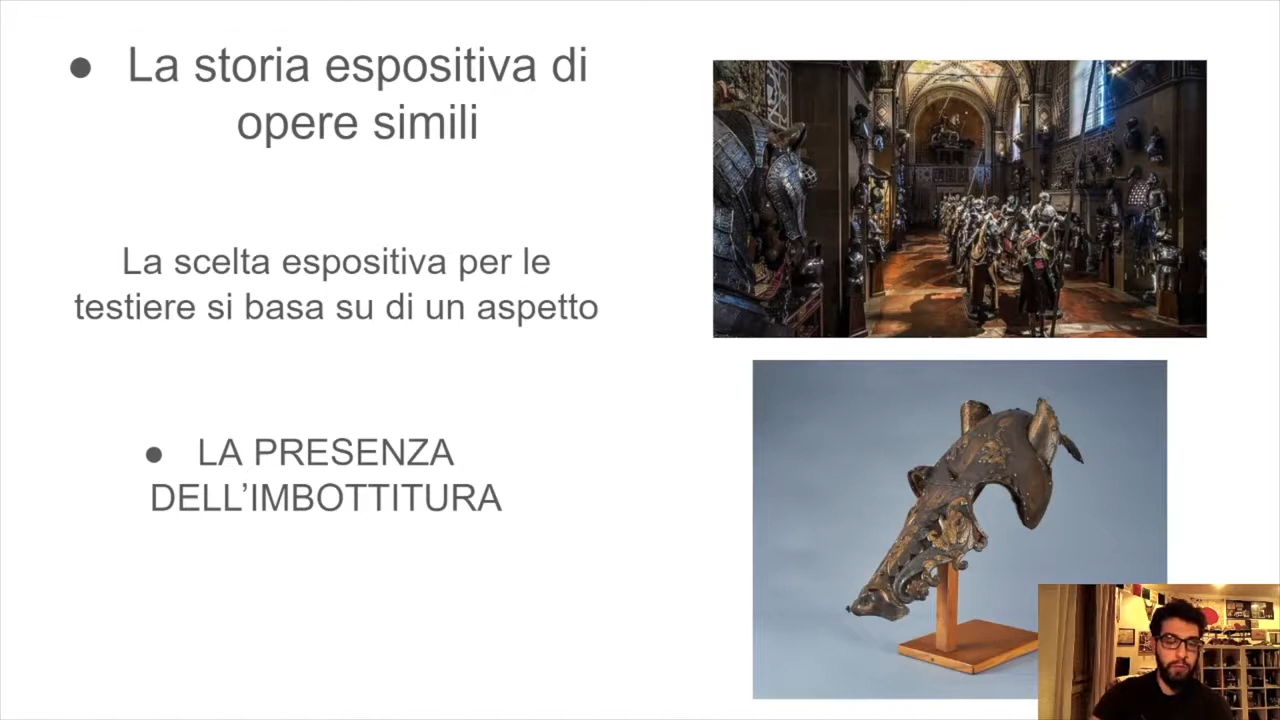 ● La storia espositiva di
opere simili
La scelta espositiva per le
testiere si basa su di un aspetto
● LA PRESENZA
DELL’IMBOTTITURA